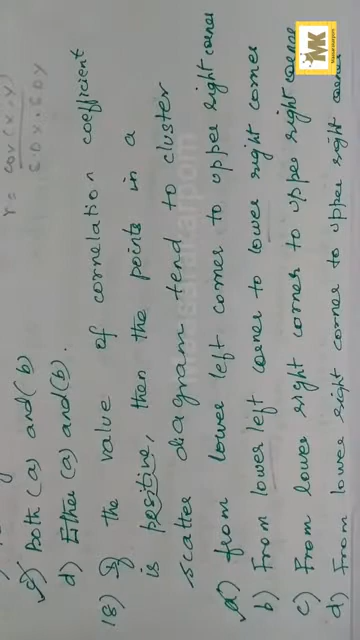 r = cov(x,y)
S.D x . S.D y
c) Both (a) and (b)
d) Either (a) and (b).
18) If the value of correlation coefficient
is positive, then the points in a
scatter diagram tend to cluster
a) from lower left corner to upper right corner
b) From lower left corner to lower right corner
c) From lower right corner to upper right corner
d) From lower right corner to upper right corner
MK